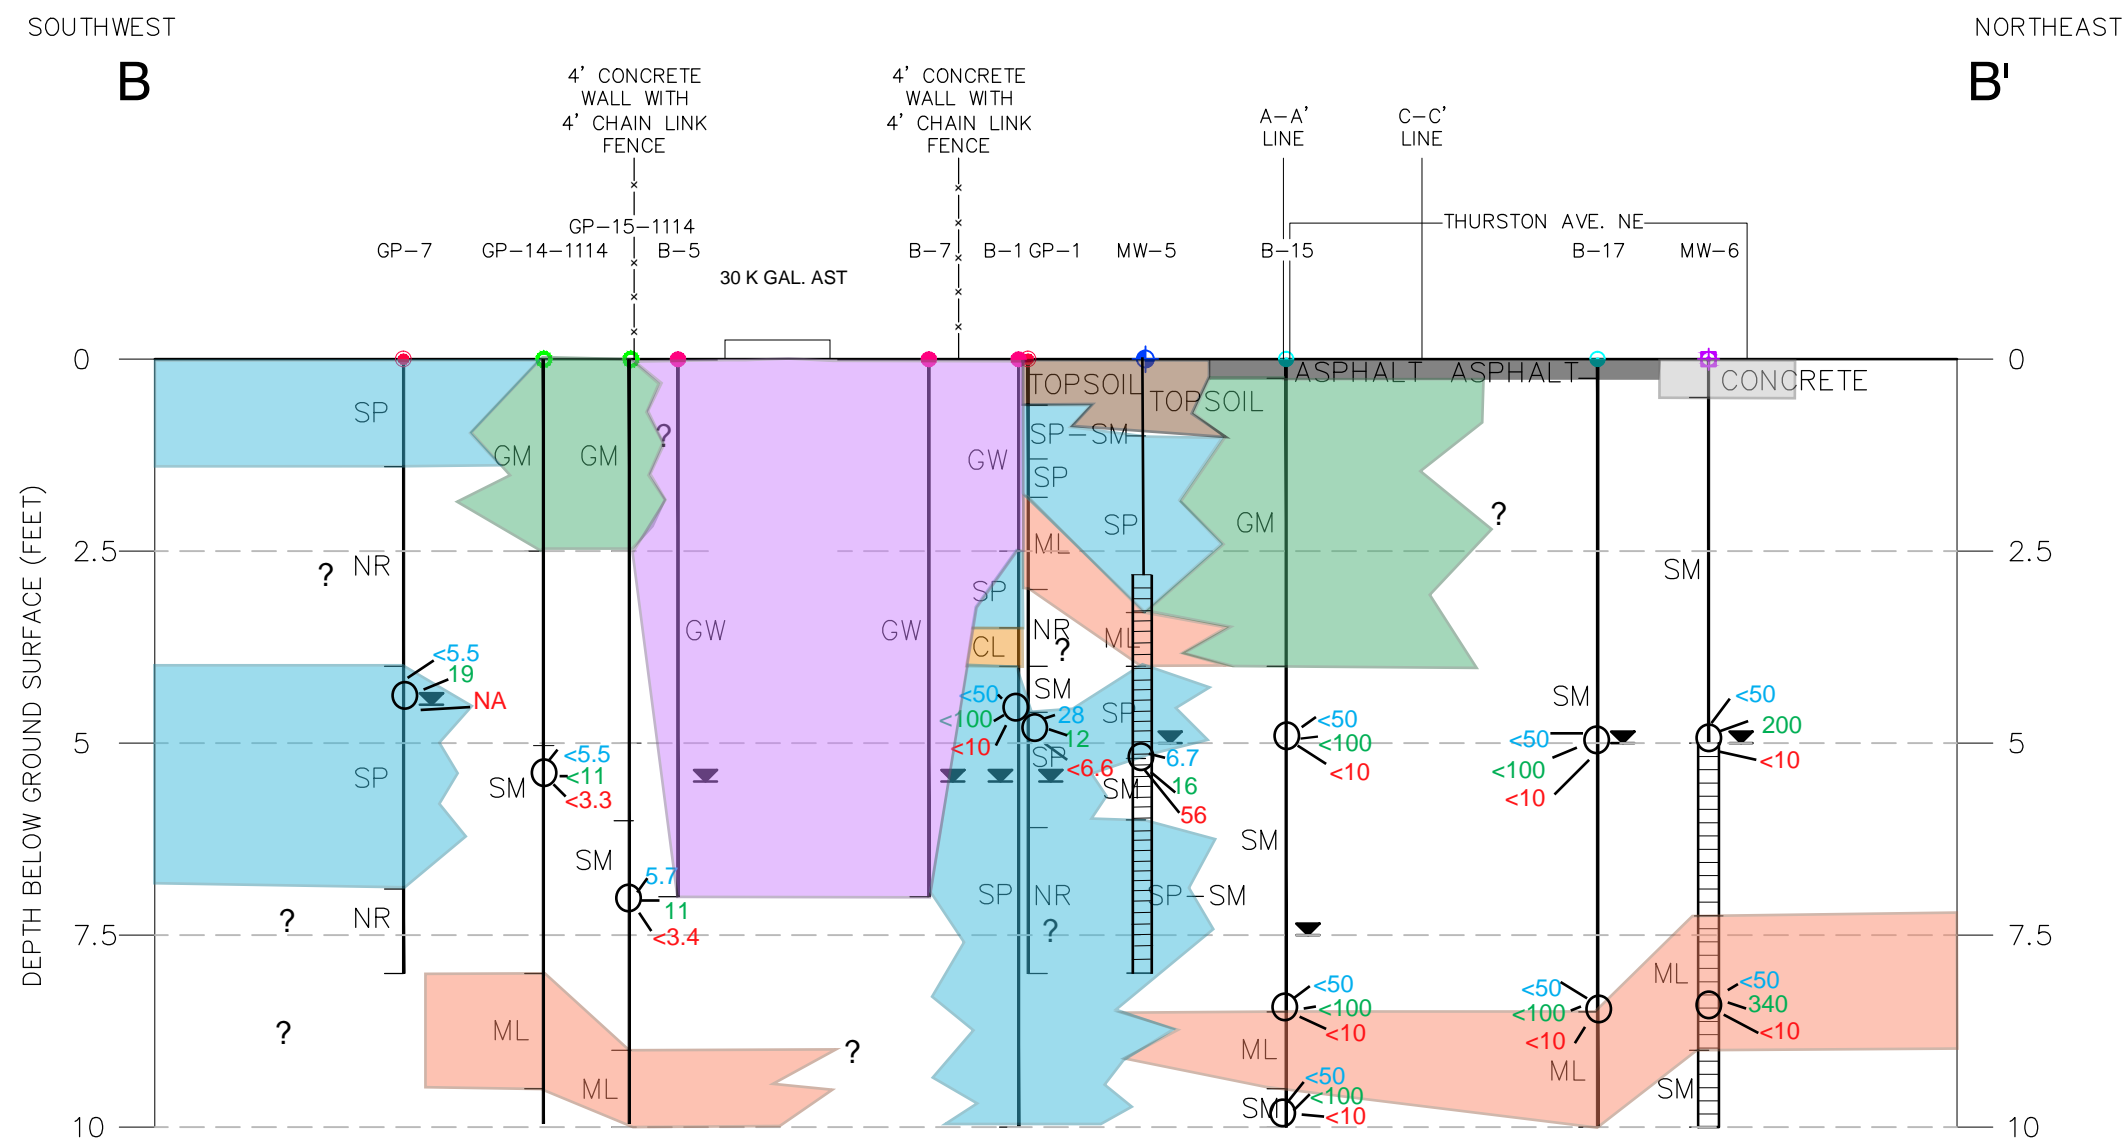 SOUTHWEST
NORTHEAST
B
B'
4' CONCRETE
WALL WITH
4' CHAIN LINK
FENCE
4' CONCRETE
WALL WITH
4' CHAIN LINK
FENCE
A-A'
LINE
C-C'
LINE
THURSTON AVE. NE
GP-15-1114
GP-7
GP-14-1114
B-5
B-7
B-1
GP-1
MW-5
B-15
B-17
MW-6
30 K GAL. AST
DEPTH BELOW GROUND SURFACE (FEET)
0
0
ASPHALT
ASPHALT
CONCRETE
TOPSOIL
TOPSOIL
SP
SP-SM
GM
GM
?
GW
SP
SP
GM
?
2.5
2.5
ML
NR
?
SM
SP
GW
GW
NR
CL
?
ML
<5.5
19
NA
SM
<50
<100
<10
28
12
<6.6
SP
SP
SM
<50
<100
<10
<50
200
<10
5
5
<5.5
<11
<3.3
SP
SM
SM
6.7
16
56
<50
<100
<10
SM
SM
5.7
11
<3.4
SP
NR
SP-SM
?
NR
?
7.5
7.5
?
ML
ML
?
<50
<100
<10
ML
<50
<100
<10
ML
ML
<50
340
<10
SM
<50
<100
<10
SM
10
10